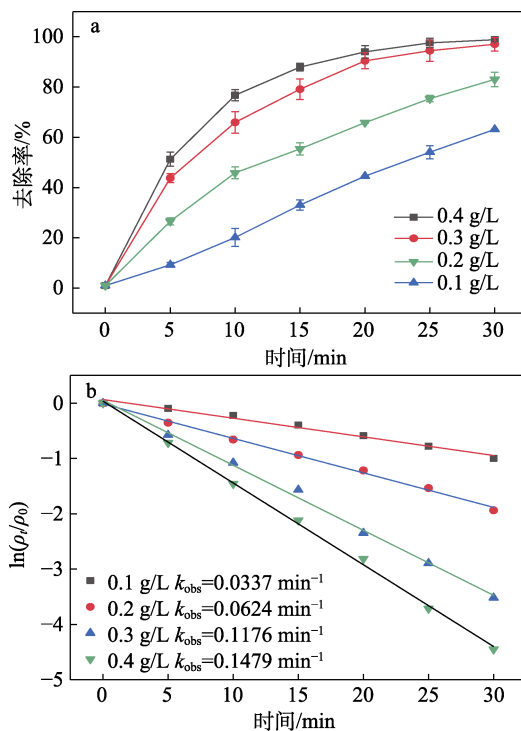 a
100
80
60
40
20
0
去除率/%
0.4 g/L
0.3 g/L
0.2 g/L
0.1 g/L
0 5 10 15 20 25 30
时间/min
b
0
−1
−2
−3
−4
−5
ln(ρt/ρ0)
0.1 g/L kobs=0.0337 min−1
0.2 g/L kobs=0.0624 min−1
0.3 g/L kobs=0.1176 min−1
0.4 g/L kobs=0.1479 min−1
0 5 10 15 20 25 30
时间/min